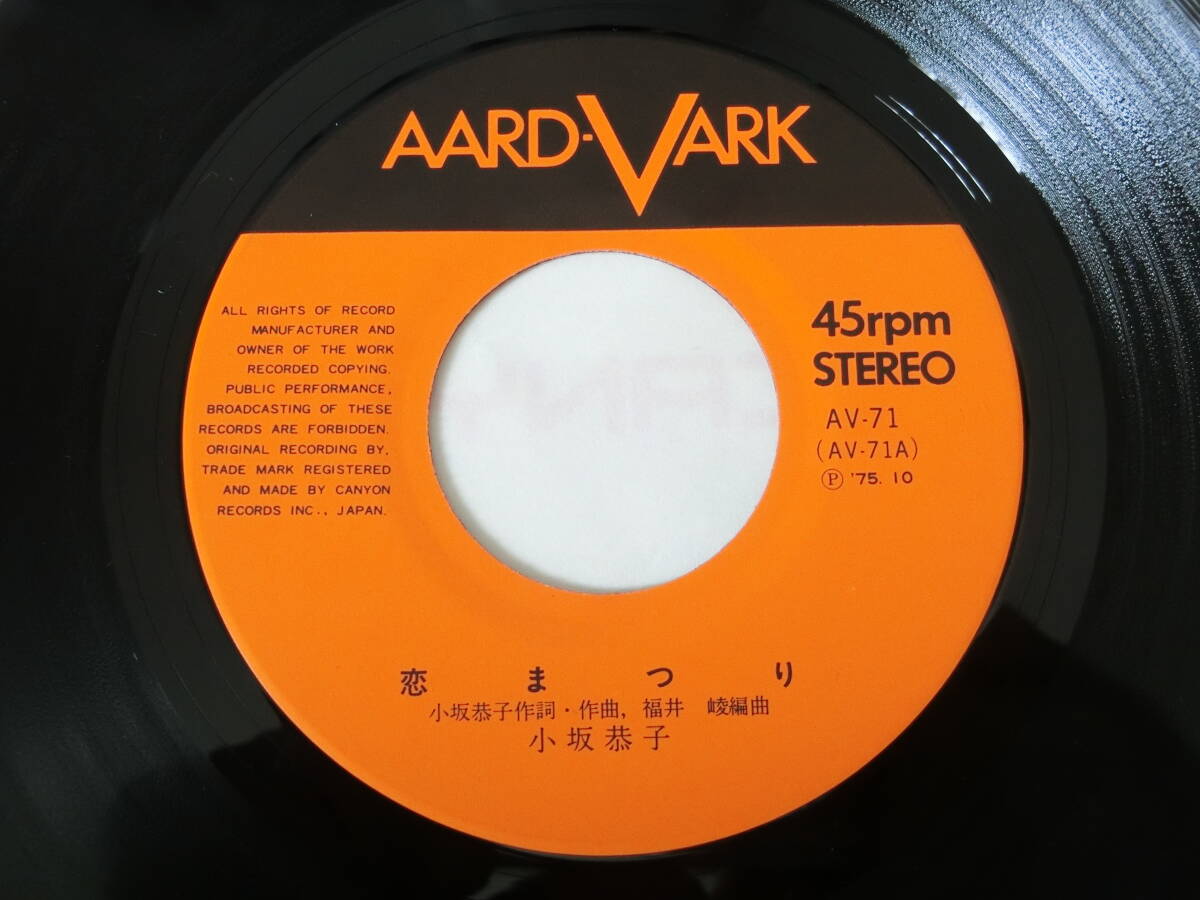 AARD-VARK
ALL RIGHTS OF RECORD
MANUFACTURER AND
OWNER OF THE WORK
RECORDED COPYING.
PUBLIC PERFORMANCE,
BROADCASTING OF THESE
RECORDS ARE FORBIDDEN.
ORIGINAL RECORDING BY,
TRADE MARK REGISTERED
AND MADE BY CANYON
RECORDS INC., JAPAN.
45rpm
STEREO
AV-71
(AV-71A)
Ⓟ '75. 10
恋まつり
小坂恭子作詞・作曲, 福井 崚編曲
小坂恭子